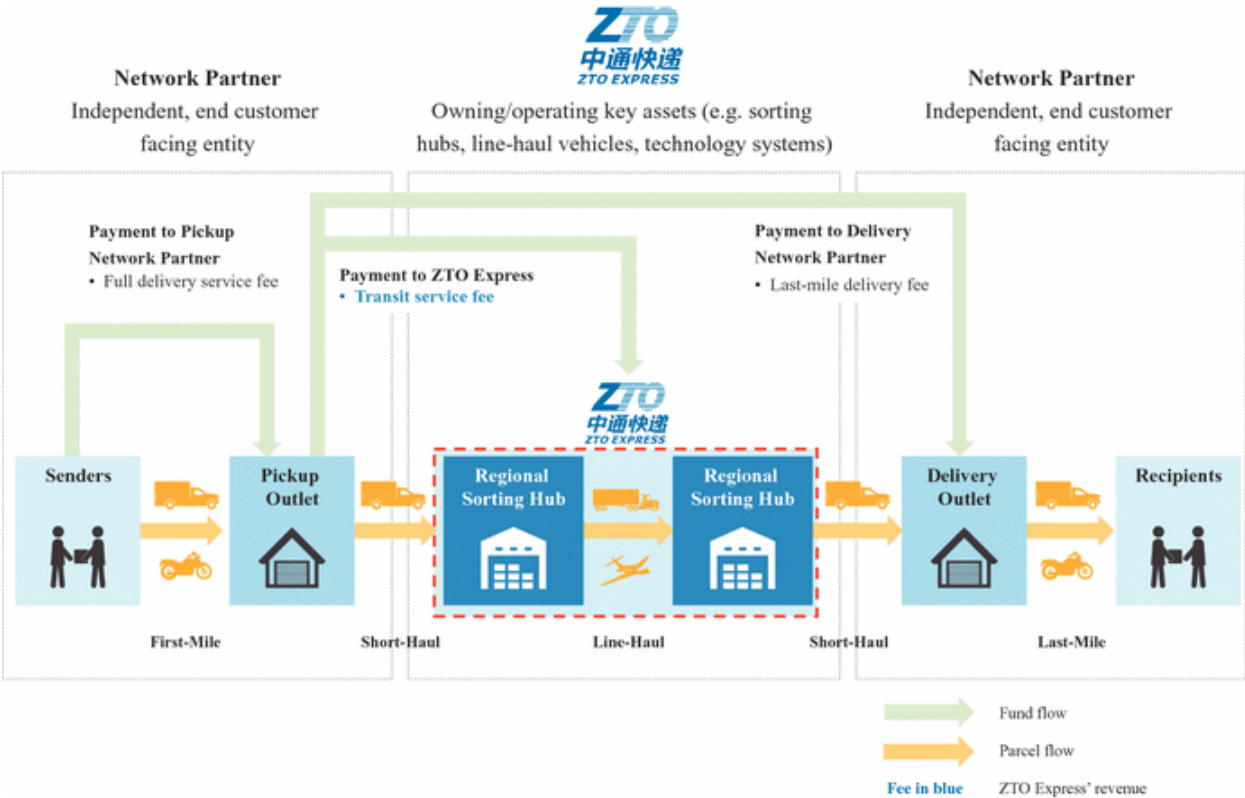 ZTO
中通快递
ZTO EXPRESS
Network Partner
Independent, end customer
facing entity
Owning/operating key assets (e.g. sorting
hubs, line-haul vehicles, technology systems)
Network Partner
Independent, end customer
facing entity
Payment to Pickup
Network Partner
• Full delivery service fee
Payment to ZTO Express
• Transit service fee
Payment to Delivery
Network Partner
• Last-mile delivery fee
ZTO
中通快递
ZTO EXPRESS
Senders
Pickup
Outlet
Regional
Sorting Hub
Regional
Sorting Hub
Delivery
Outlet
Recipients
First-Mile
Short-Haul
Line-Haul
Short-Haul
Last-Mile
Fund flow
Parcel flow
Fee in blue
ZTO Express' revenue